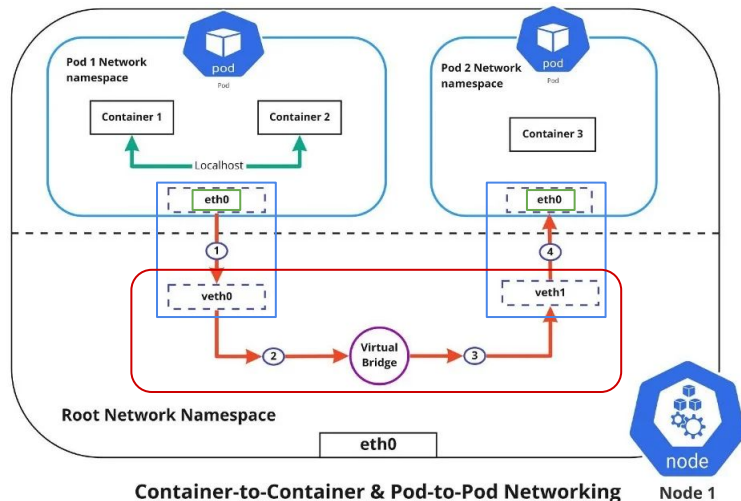 pod
Pod
Pod 1 Network
namespace
Container 1
Container 2
Localhost
eth0
pod
Pod
Pod 2 Network
namespace
Container 3
eth0
1
4
veth0
veth1
2
Virtual
Bridge
3
Root Network Namespace
eth0
node
Container-to-Container & Pod-to-Pod Networking
Node 1